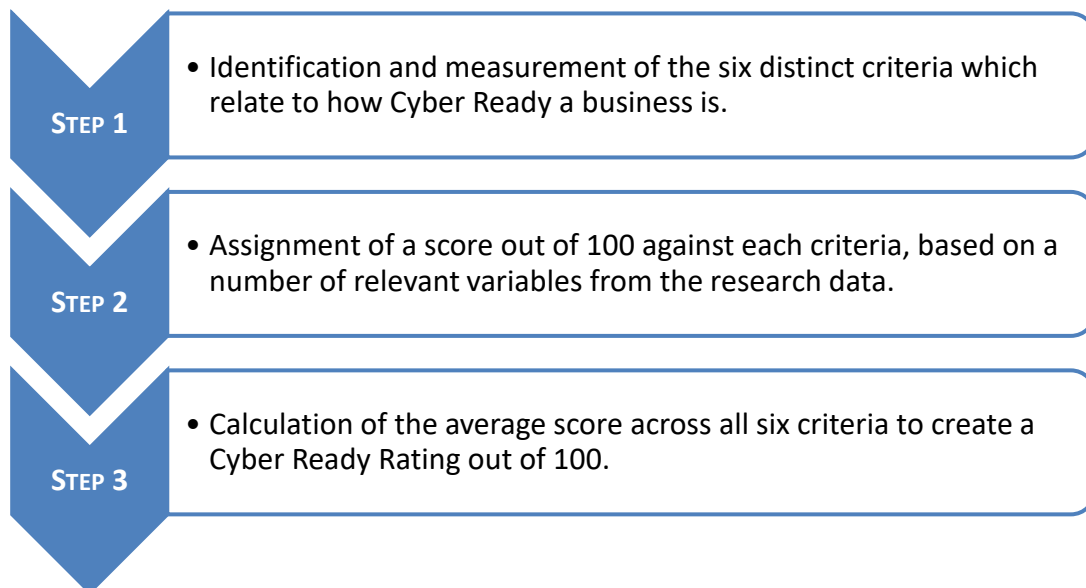 STEP 1
• Identification and measurement of the six distinct criteria which
relate to how Cyber Ready a business is.
STEP 2
• Assignment of a score out of 100 against each criteria, based on a
number of relevant variables from the research data.
STEP 3
• Calculation of the average score across all six criteria to create a
Cyber Ready Rating out of 100.